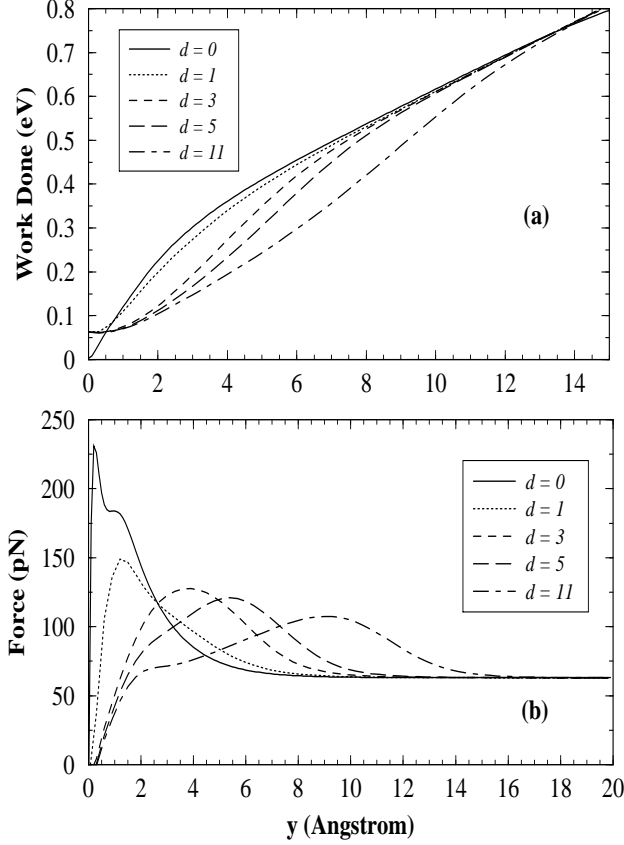 0.8
0.7
0.6
0.5
0.4
0.3
0.2
0.1
0
Work Done (eV)
d = 0
d = 1
d = 3
d = 5
d = 11
(a)
0 2 4 6 8 10 12 14
250
200
150
100
50
0
Force (pN)
d = 0
d = 1
d = 3
d = 5
d = 11
(b)
0 2 4 6 8 10 12 14 16 18 20
y (Angstrom)